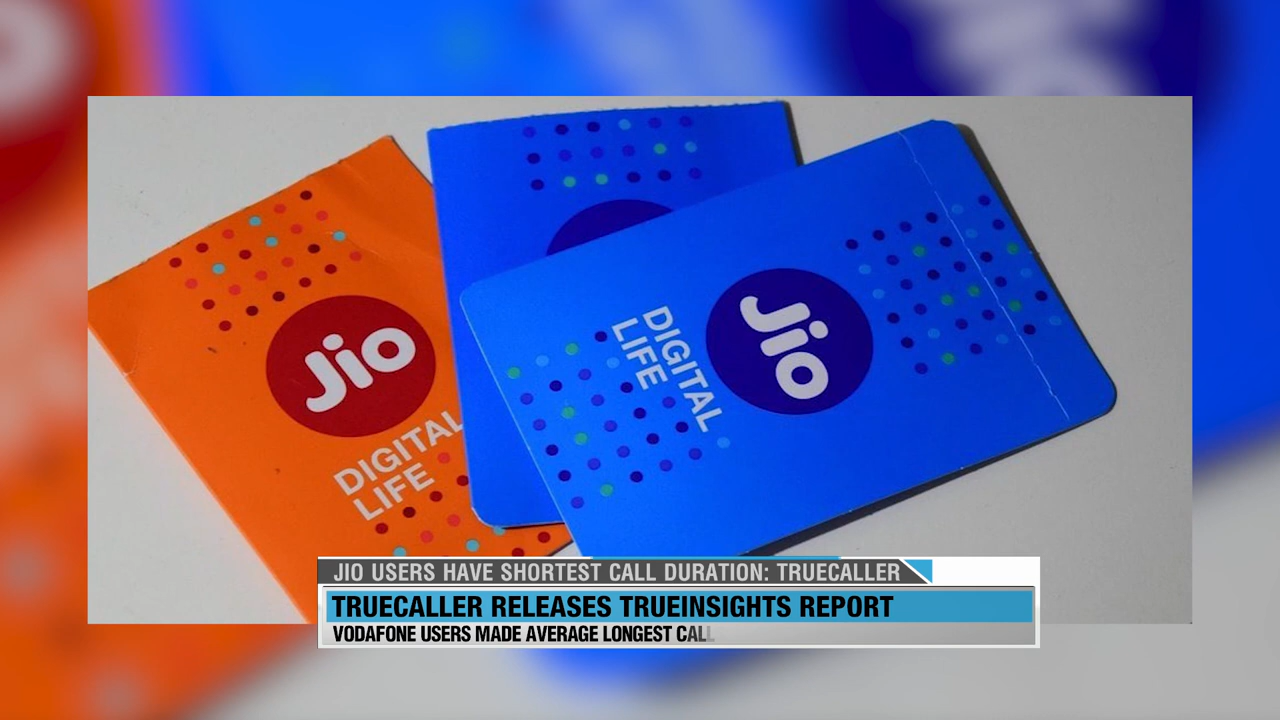 Jio
DIGITAL
LIFE
DIGITAL
LIFE
Jio
JIO USERS HAVE SHORTEST CALL DURATION: TRUECALLER
TRUECALLER RELEASES TRUEINSIGHTS REPORT
VODAFONE USERS MADE AVERAGE LONGEST CALL